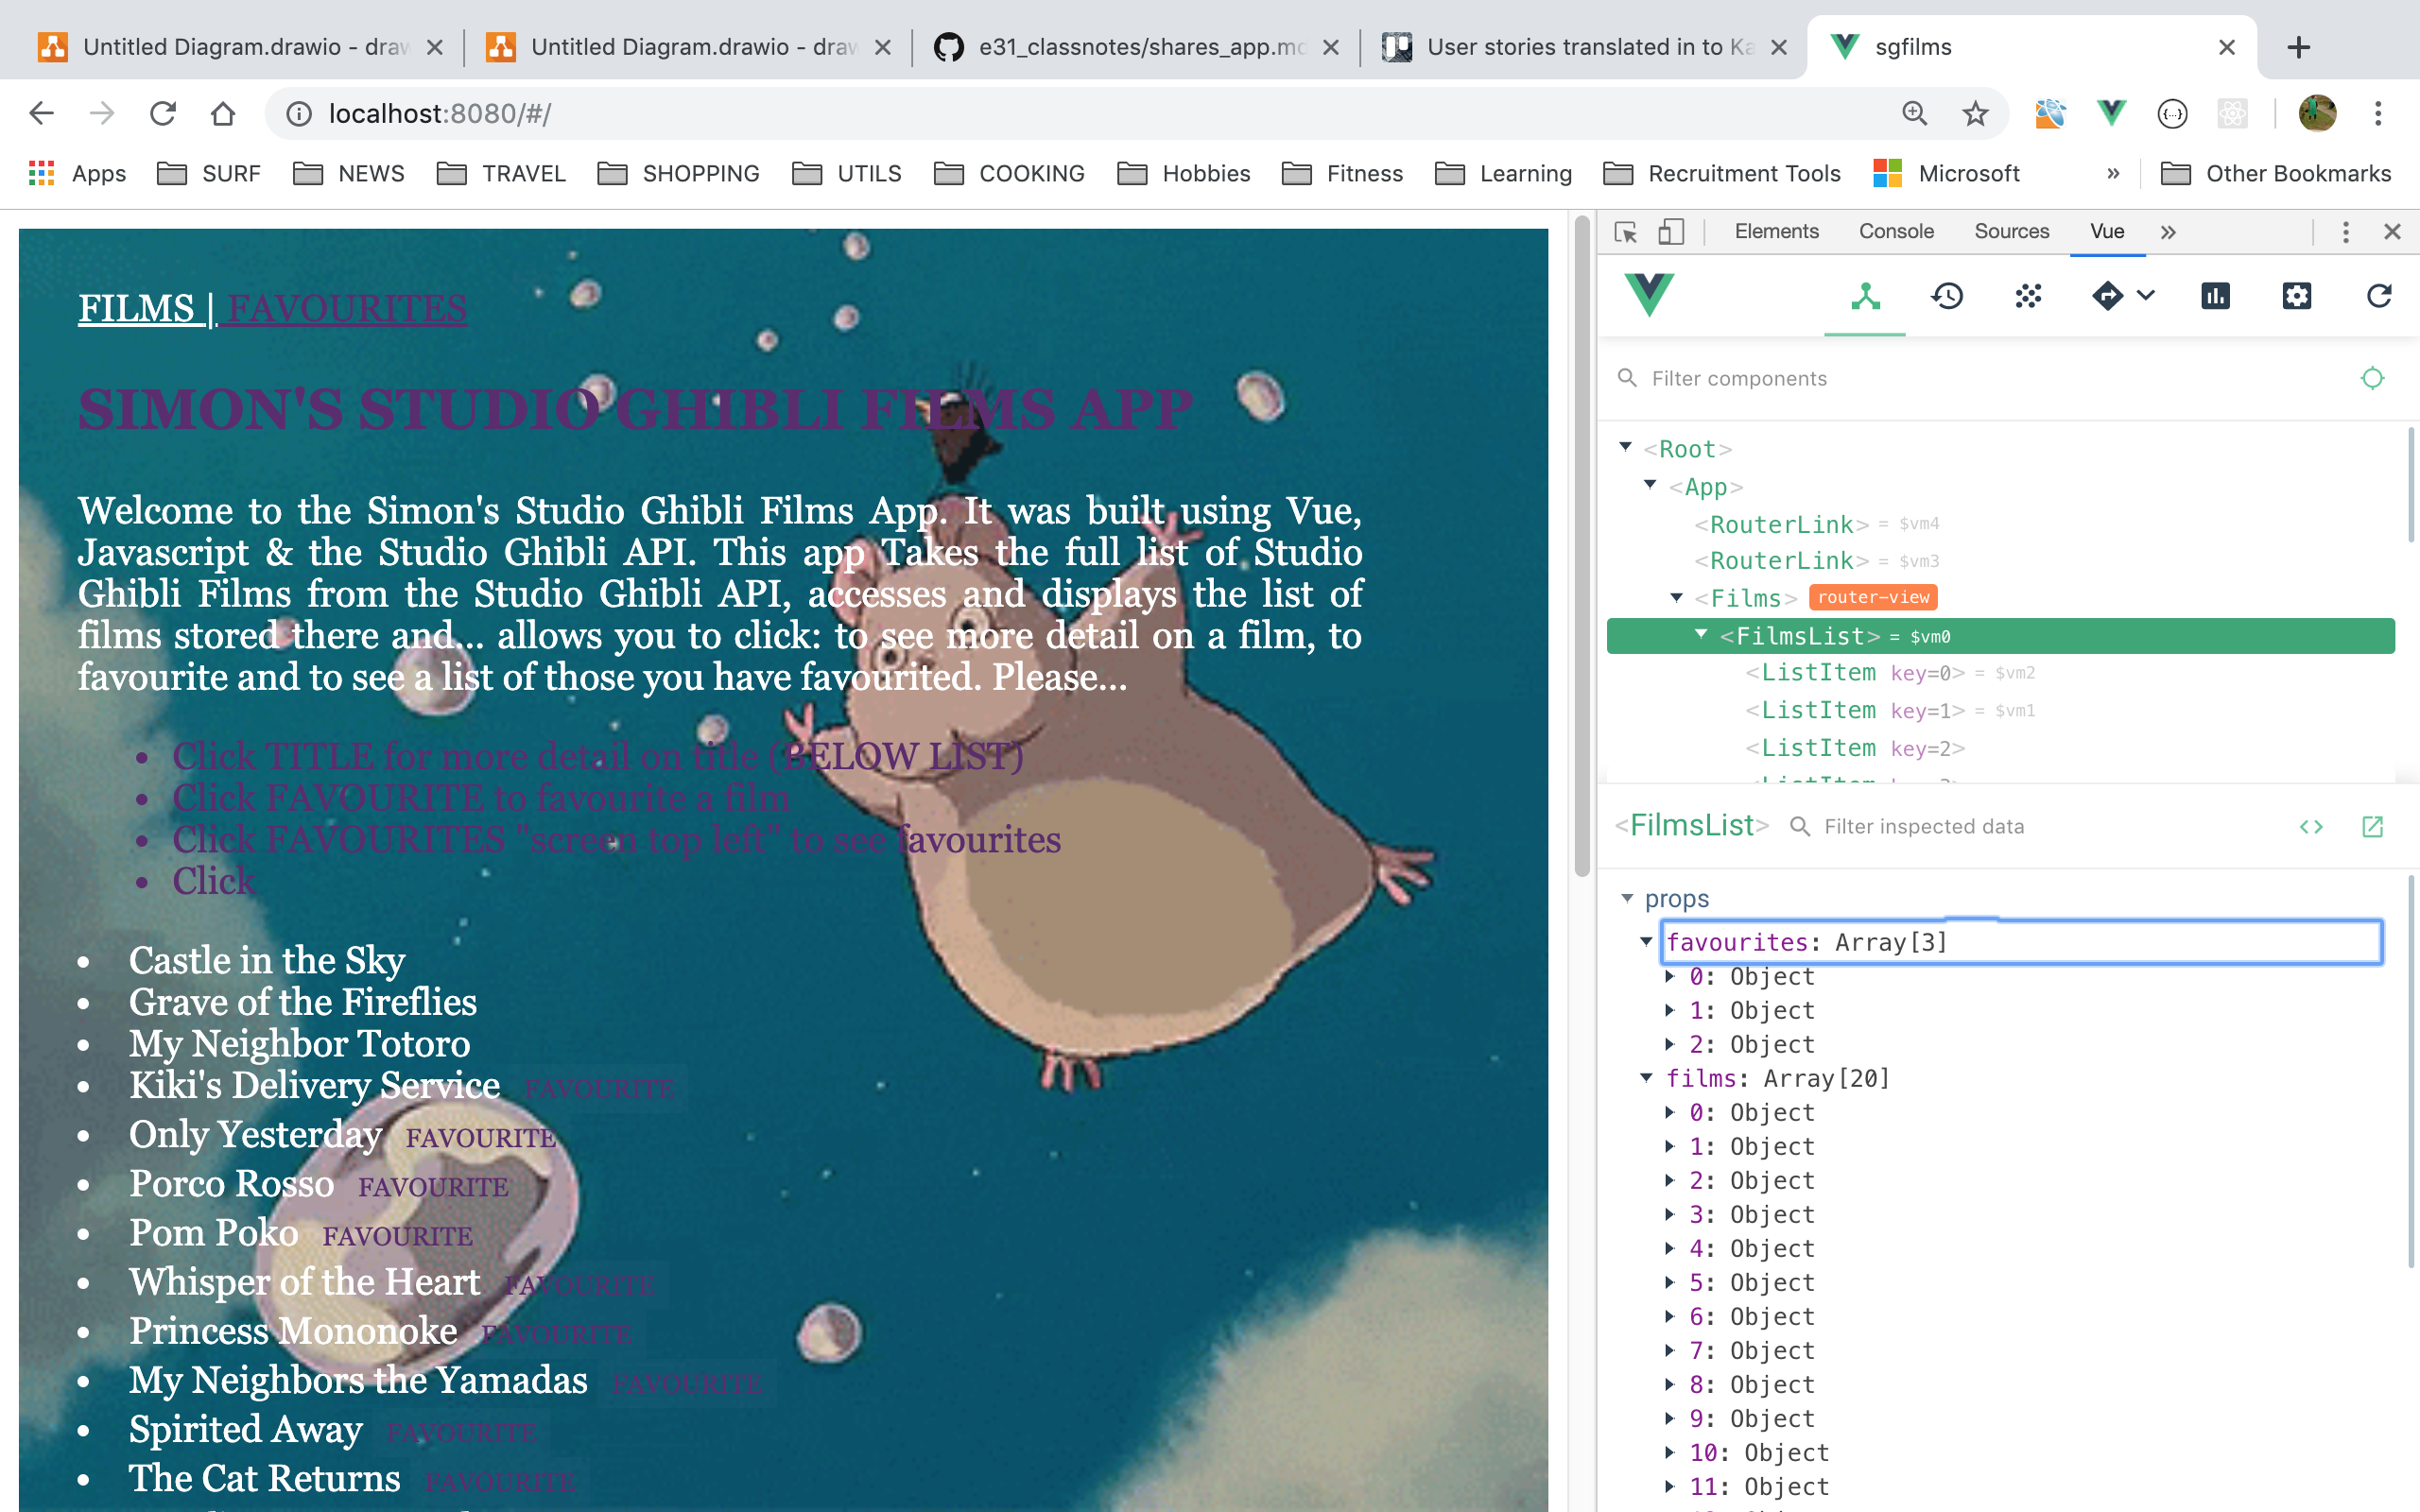 Untitled Diagram.drawio - draw
Untitled Diagram.drawio - draw
e31_classnotes/shares_app.md
User stories translated in to Ka
sgfilms
localhost:8080/#/
Apps
SURF
NEWS
TRAVEL
SHOPPING
UTILS
COOKING
Hobbies
Fitness
Learning
Recruitment Tools
Microsoft
»
Other Bookmarks
FILMS | FAVOURITES
SIMON'S STUDIO GHIBLI FILMS APP
Welcome to the Simon's Studio Ghibli Films App. It was built using Vue,
Javascript & the Studio Ghibli API. This app Takes the full list of Studio
Ghibli Films from the Studio Ghibli API, accesses and displays the list of
films stored there and... allows you to click: to see more detail on a film, to
favourite and to see a list of those you have favourited. Please...
• Click TITLE for more detail on title (BELOW LIST)
• Click FAVOURITE to favourite a film
• Click FAVOURITES "screen top left" to see favourites
• Click
• Castle in the Sky
• Grave of the Fireflies
• My Neighbor Totoro
• Kiki's Delivery Service FAVOURITE
• Only Yesterday FAVOURITE
• Porco Rosso FAVOURITE
• Pom Poko FAVOURITE
• Whisper of the Heart FAVOURITE
• Princess Mononoke FAVOURITE
• My Neighbors the Yamadas FAVOURITE
• Spirited Away FAVOURITE
• The Cat Returns FAVOURITE
Elements
Console
Sources
Vue
»
Filter components
<Root>
<App>
<RouterLink> = $vm4
<RouterLink> = $vm3
<Films> router-view
<FilmsList> = $vm0
<ListItem key=0> = $vm2
<ListItem key=1> = $vm1
<ListItem key=2>
<FilmsList>
Filter inspected data
props
favourites: Array[3]
0: Object
1: Object
2: Object
films: Array[20]
0: Object
1: Object
2: Object
3: Object
4: Object
5: Object
6: Object
7: Object
8: Object
9: Object
10: Object
11: Object